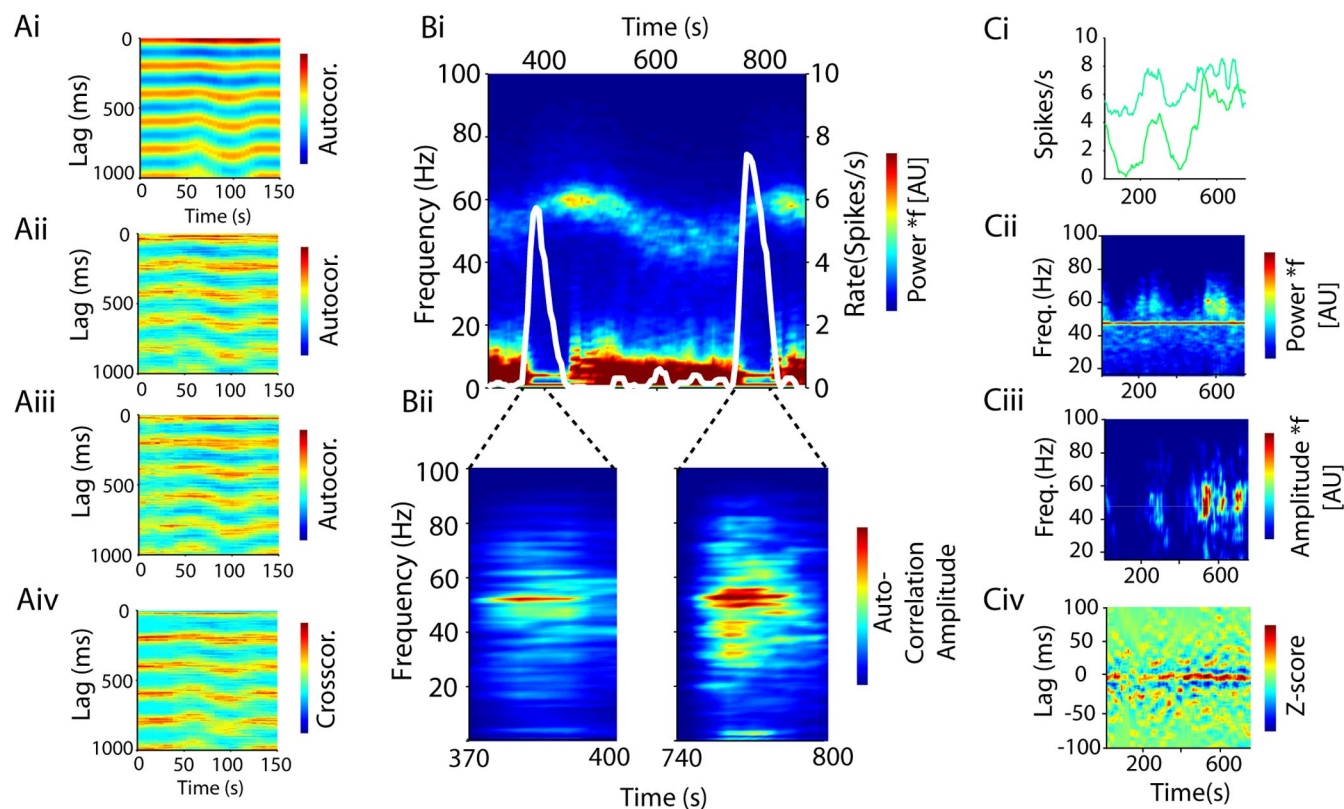 Ai
0
500
1000
Lag (ms)
0 50 100 150
Time (s)
Autocor.
Aii
0
500
1000
Lag (ms)
0 50 100 150
Autocor.
Aiii
0
500
1000
Lag (ms)
0 50 100 150
Autocor.
Aiv
0
500
1000
Lag (ms)
0 50 100 150
Time (s)
Crosscor.
Bi
Time (s)
400 600 800
100
80
60
40
20
0
Frequency (Hz)
10
8
6
4
2
0
Rate(Spikes/s)
Power *f [AU]
Bii
100
80
60
40
20
Frequency (Hz)
370 400
740 800
Time (s)
Auto-
Correlation
Amplitude
Ci
10
8
6
4
2
0
Spikes/s
200 600
Cii
100
80
60
40
20
Freq.(Hz)
200 600
Power *f
[AU]
Ciii
100
80
60
40
20
Freq.(Hz)
200 600
Amplitude *f
[AU]
Civ
100
50
0
-50
-100
Lag (ms)
200 600
Time(s)
Z-score